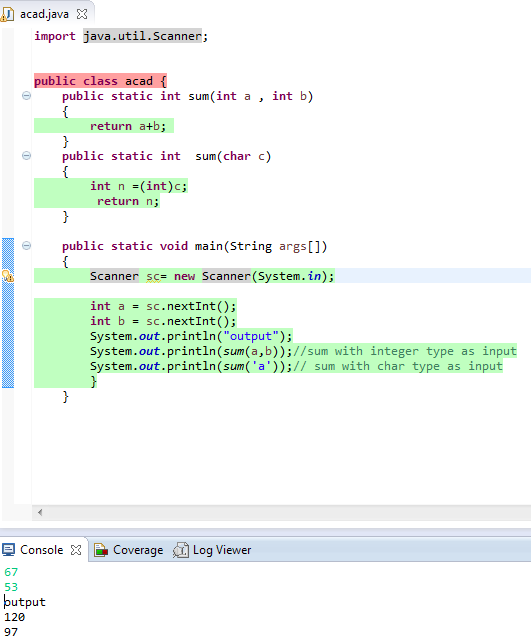 acad.java
import java.util.Scanner;
public class acad {
public static int sum(int a , int b)
{
return a+b;
}
public static int  sum(char c)
{
int n =(int)c;
return n;
}
public static void main(String args[])
{
Scanner sc= new Scanner(System.in);
int a = sc.nextInt();
int b = sc.nextInt();
System.out.println("output");
System.out.println(sum(a,b));//sum with integer type as input
System.out.println(sum('a'));// sum with char type as input
}
}
Console Coverage Log Viewer
67
53
output
120
97